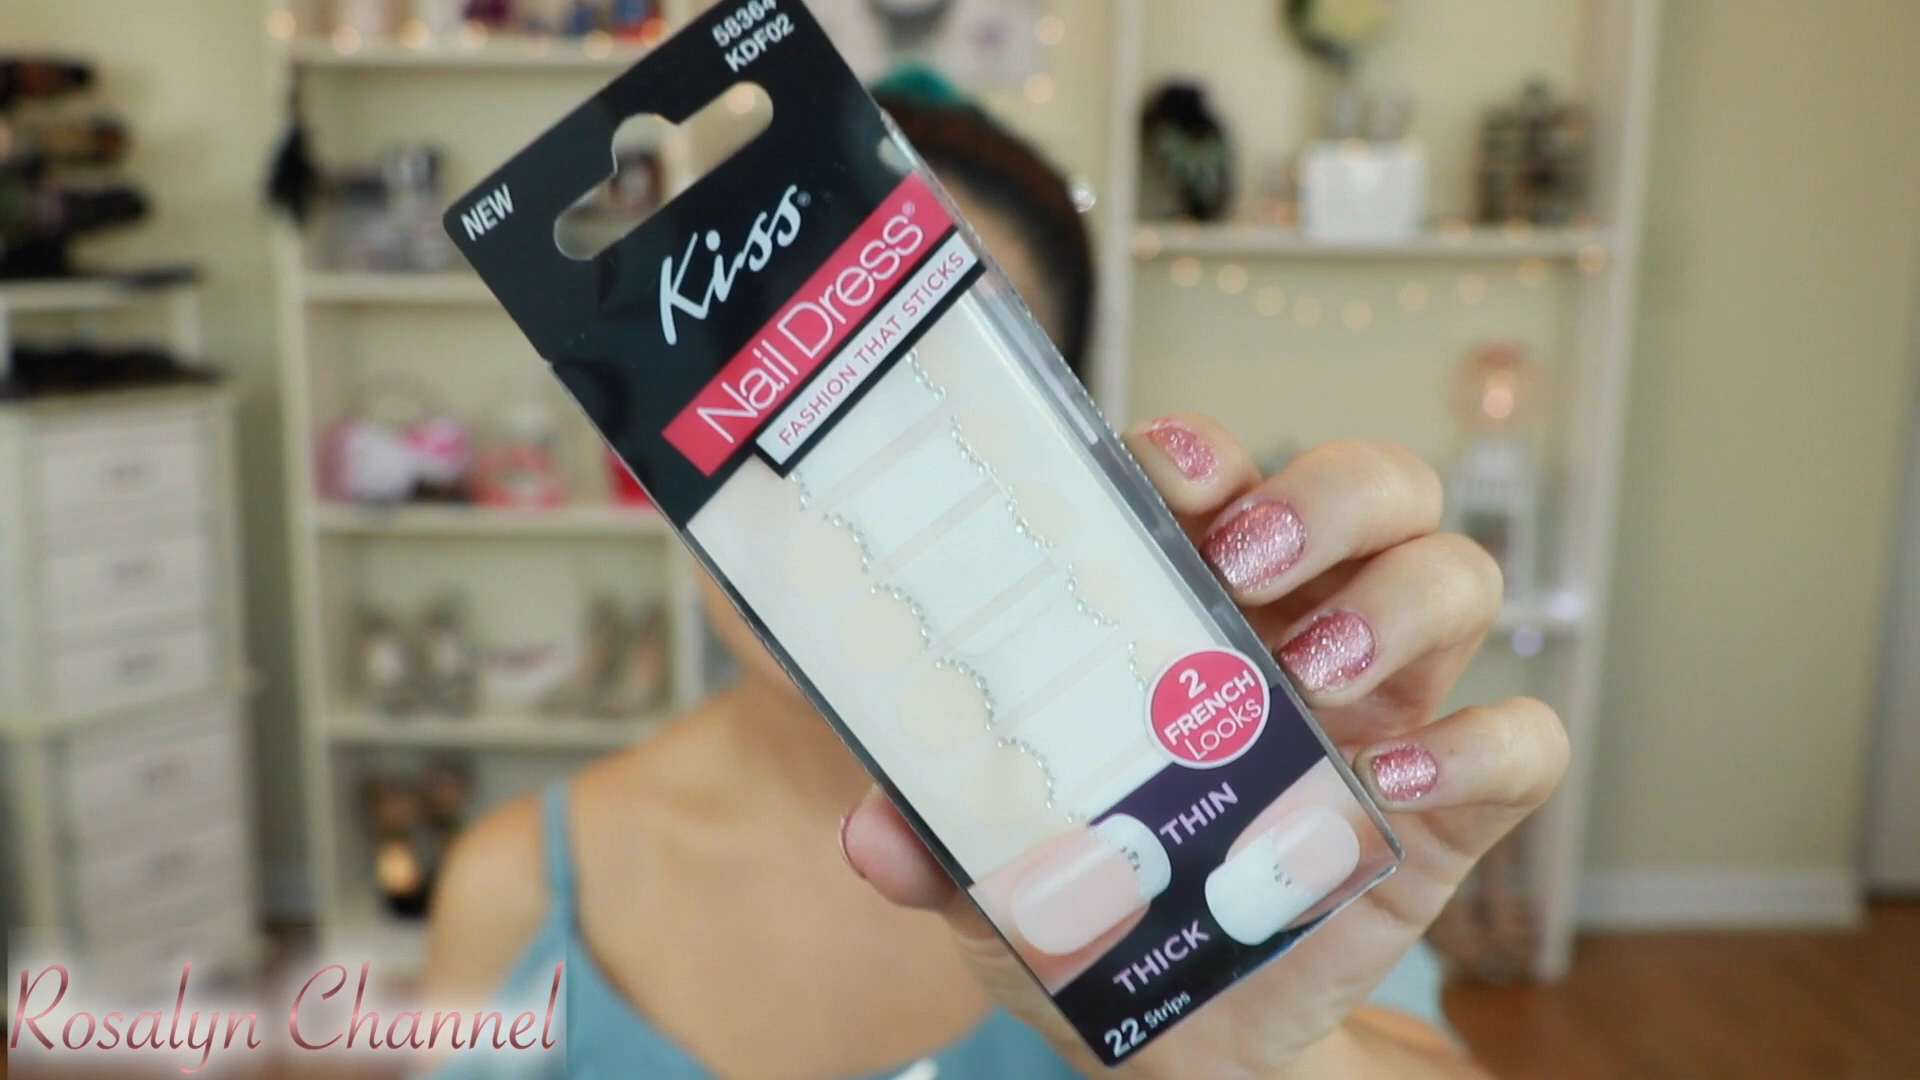 58364
KDF02
NEW
Kiss®
Nail Dress®
FASHION THAT STICKS
2
FRENCH
Looks
THIN
THICK
22 Strips
Rosalyn Channel